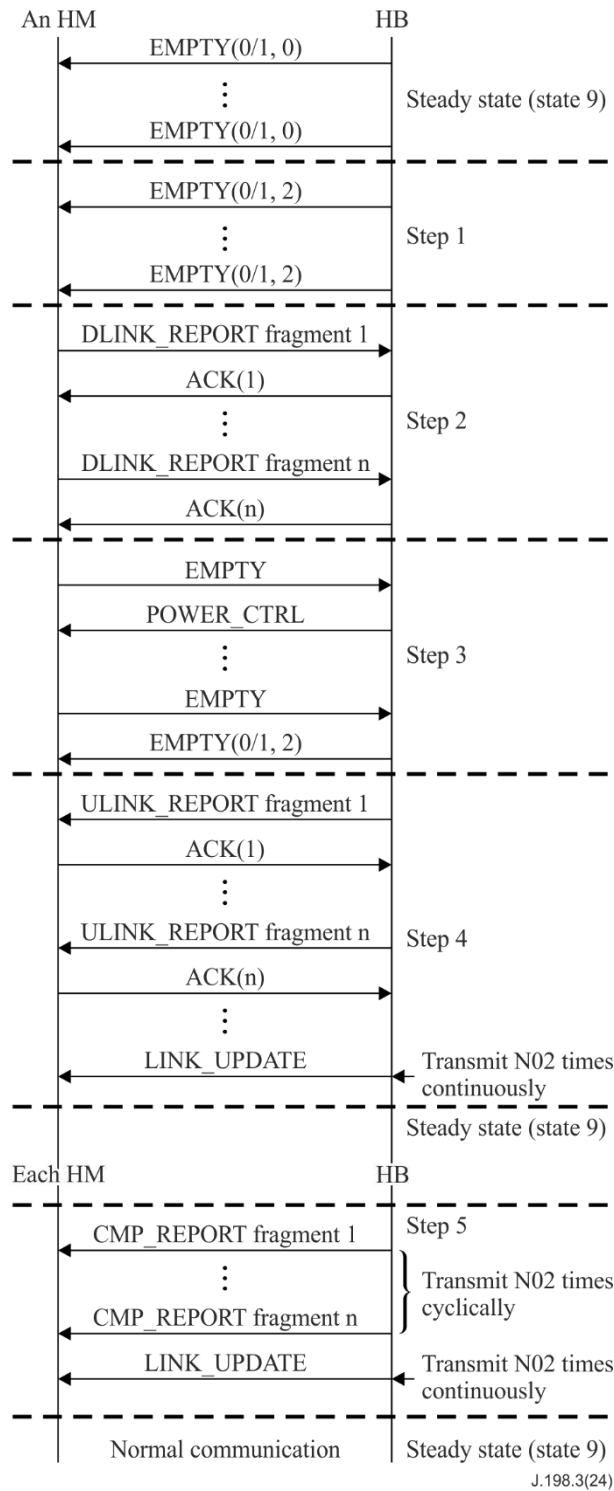 An HM HB
EMPTY(0/1, 0)
⋮
Steady state (state 9)
EMPTY(0/1, 0)
EMPTY(0/1, 2)
⋮
Step 1
EMPTY(0/1, 2)
DLINK_REPORT fragment 1
ACK(1)
⋮
Step 2
DLINK_REPORT fragment n
ACK(n)
EMPTY
POWER_CTRL
⋮
Step 3
EMPTY
EMPTY(0/1, 2)
ULINK_REPORT fragment 1
ACK(1)
⋮
ULINK_REPORT fragment n
Step 4
ACK(n)
⋮
LINK_UPDATE
Transmit N02 times
continuously
Steady state (state 9)
Each HM HB
Step 5
CMP_REPORT fragment 1
⋮
Transmit N02 times
cyclically
CMP_REPORT fragment n
LINK_UPDATE
Transmit N02 times
continuously
Normal communication Steady state (state 9)
J.198.3(24)